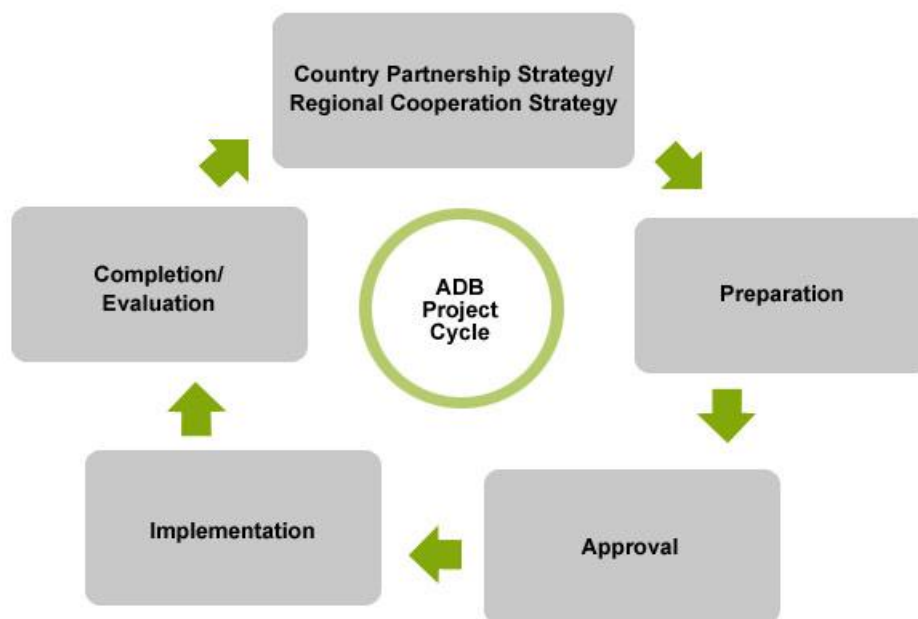 Country Partnership Strategy/
Regional Cooperation Strategy
Preparation
Approval
Implementation
Completion/
Evaluation
ADB
Project
Cycle